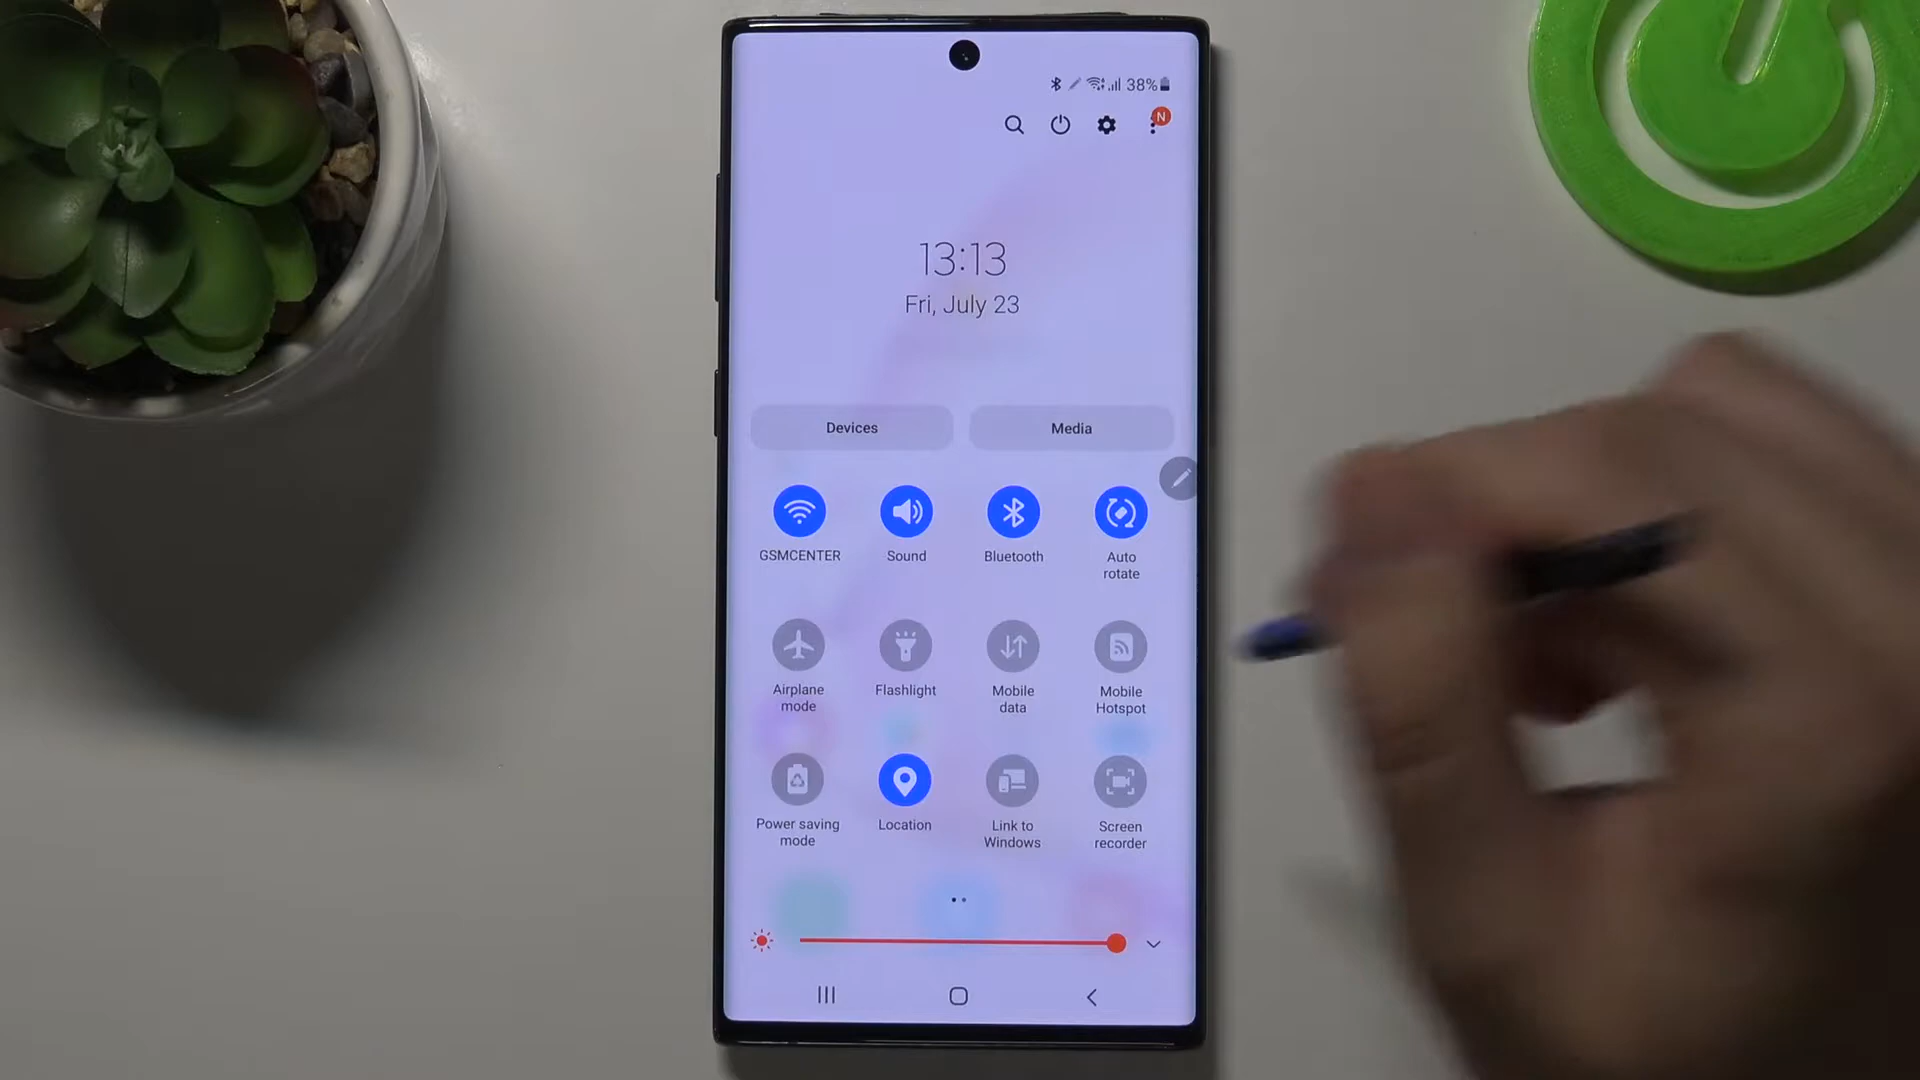 38%
N
13:13
Fri, July 23
Devices Media
GSMCENTER Sound Bluetooth Auto rotate
Airplane mode Flashlight Mobile data Mobile Hotspot
Power saving mode Location Link to Windows Screen recorder